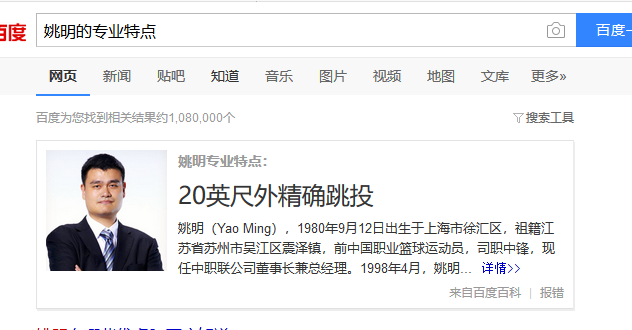 百度
姚明的专业特点
百度一
网页 新闻 贴吧 知道 音乐 图片 视频 地图 文库 更多»
百度为您找到相关结果约1,080,000个
搜索工具
姚明专业特点：
20英尺外精确跳投
姚明（Yao Ming），1980年9月12日出生于上海市徐汇区，祖籍江
苏省苏州市吴江区震泽镇，前中国职业篮球运动员，司职中锋，现
任中职联公司董事长兼总经理。1998年4月，姚明... 详情>>
来自百度百科 | 报错